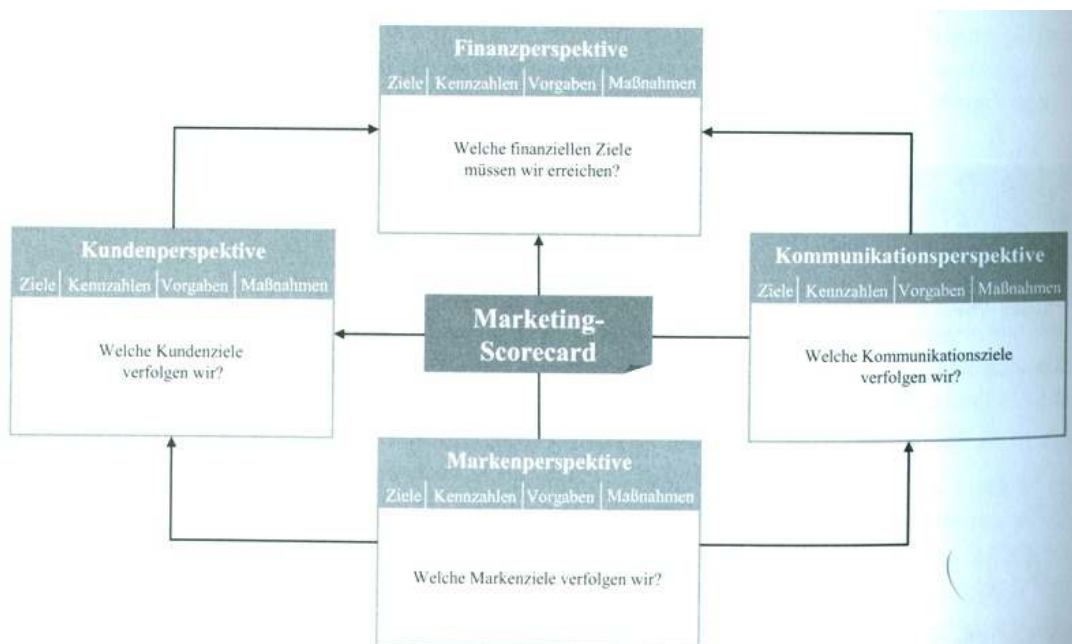 Finanzperspektive
Ziele Kennzahlen Vorgaben Maßnahmen
Welche finanziellen Ziele
müssen wir erreichen?
Kundenperspektive
Ziele Kennzahlen Vorgaben Maßnahmen
Welche Kundenziele
verfolgen wir?
Marketing-
Scorecard
Kommunikationsperspektive
Ziele Kennzahlen Vorgaben Maßnahmen
Welche Kommunikationsziele
verfolgen wir?
Markenperspektive
Ziele Kennzahlen Vorgaben Maßnahmen
Welche Markenziele verfolgen wir?